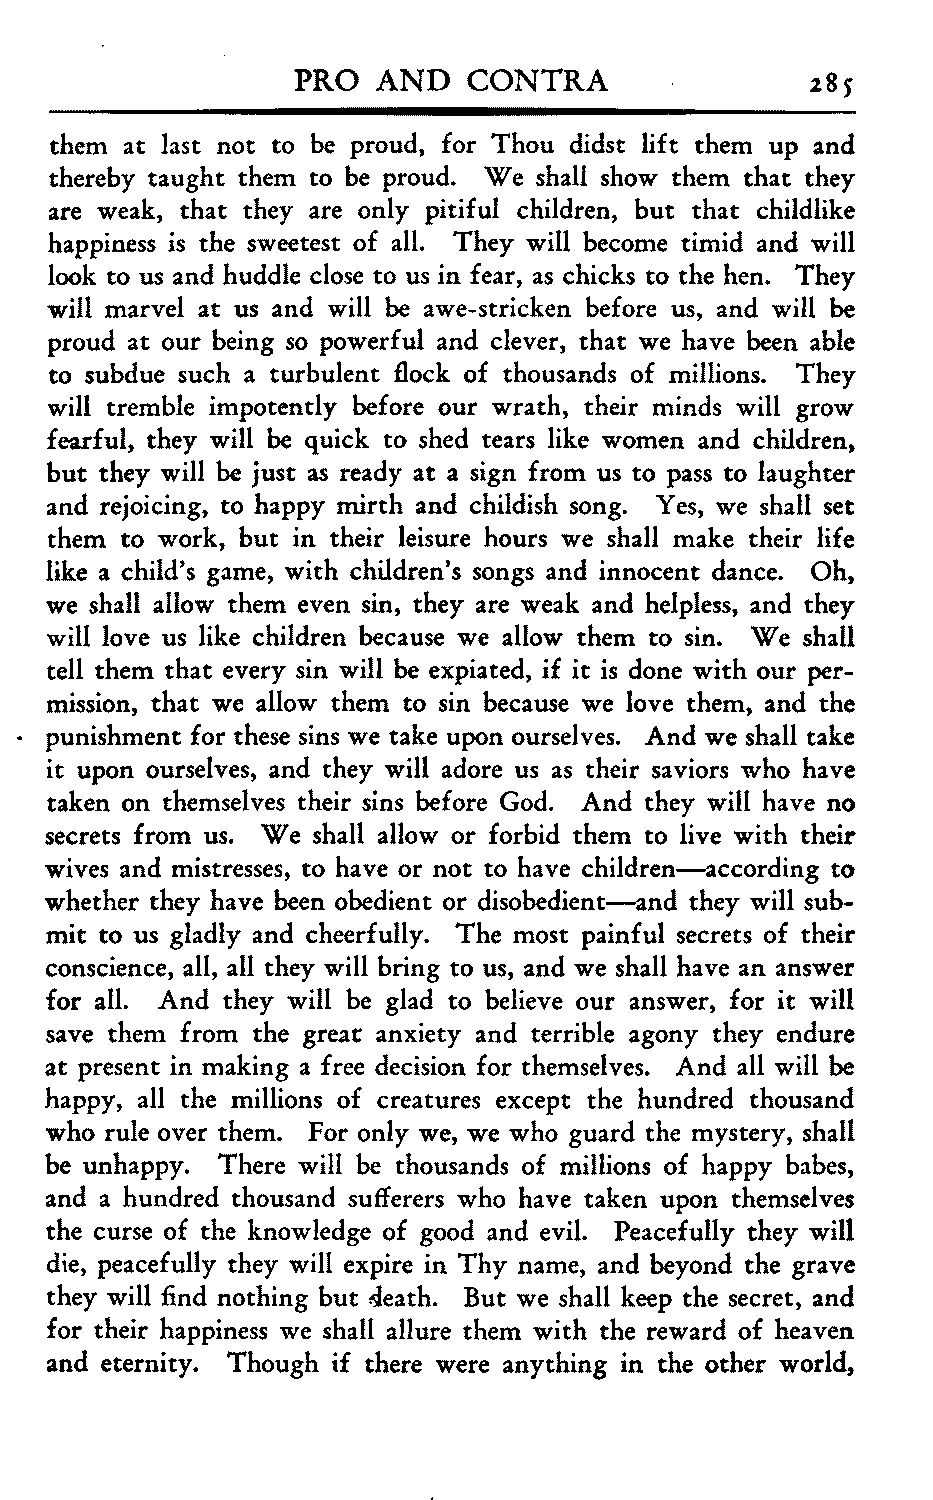 PRO AND CONTRA 285
them at last not to be proud, for Thou didst lift them up and
thereby taught them to be proud. We shall show them that they
are weak, that they are only pitiful children, but that childlike
happiness is the sweetest of all. They will become timid and will
look to us and huddle close to us in fear, as chicks to the hen. They
will marvel at us and will be awe-stricken before us, and will be
proud at our being so powerful and clever, that we have been able
to subdue such a turbulent flock of thousands of millions. They
will tremble impotently before our wrath, their minds will grow
fearful, they will be quick to shed tears like women and children,
but they will be just as ready at a sign from us to pass to laughter
and rejoicing, to happy mirth and childish song. Yes, we shall set
them to work, but in their leisure hours we shall make their life
like a child's game, with children's songs and innocent dance. Oh,
we shall allow them even sin, they are weak and helpless, and they
will love us like children because we allow them to sin. We shall
tell them that every sin will be expiated, if it is done with our per-
mission, that we allow them to sin because we love them, and the
punishment for these sins we take upon ourselves. And we shall take
it upon ourselves, and they will adore us as their saviors who have
taken on themselves their sins before God. And they will have no
secrets from us. We shall allow or forbid them to live with their
wives and mistresses, to have or not to have children—according to
whether they have been obedient or disobedient—and they will sub-
mit to us gladly and cheerfully. The most painful secrets of their
conscience, all, all they will bring to us, and we shall have an answer
for all. And they will be glad to believe our answer, for it will
save them from the great anxiety and terrible agony they endure
at present in making a free decision for themselves. And all will be
happy, all the millions of creatures except the hundred thousand
who rule over them. For only we, we who guard the mystery, shall
be unhappy. There will be thousands of millions of happy babes,
and a hundred thousand sufferers who have taken upon themselves
the curse of the knowledge of good and evil. Peacefully they will
die, peacefully they will expire in Thy name, and beyond the grave
they will find nothing but death. But we shall keep the secret, and
for their happiness we shall allure them with the reward of heaven
and eternity. Though if there were anything in the other world,